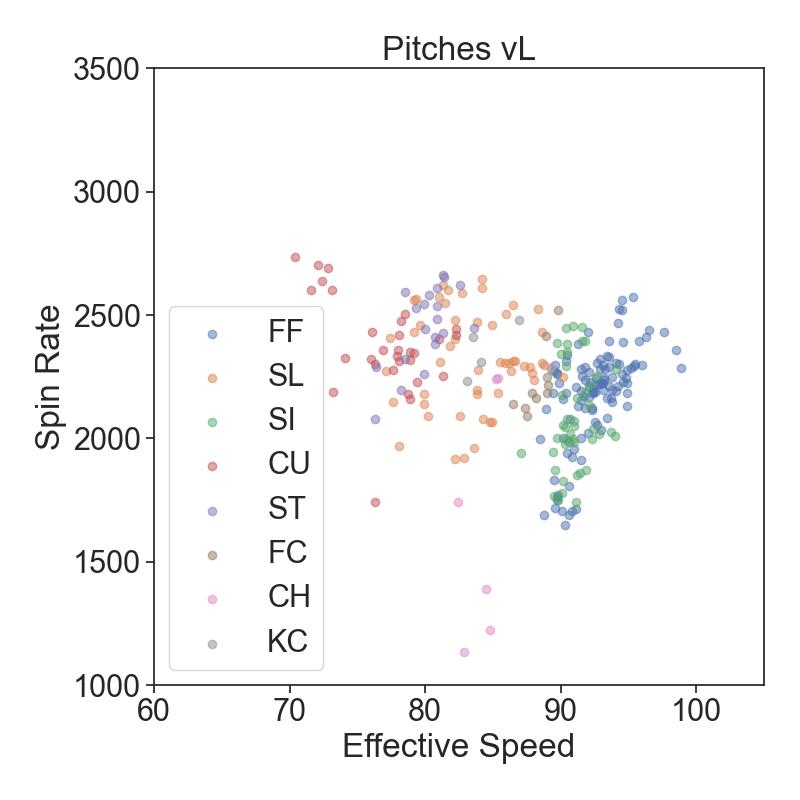 Pitches vL
3500
3000
2500
2000
1500
1000
Spin Rate
FF
SL
SI
CU
ST
FC
CH
KC
60 70 80 90 100
Effective Speed